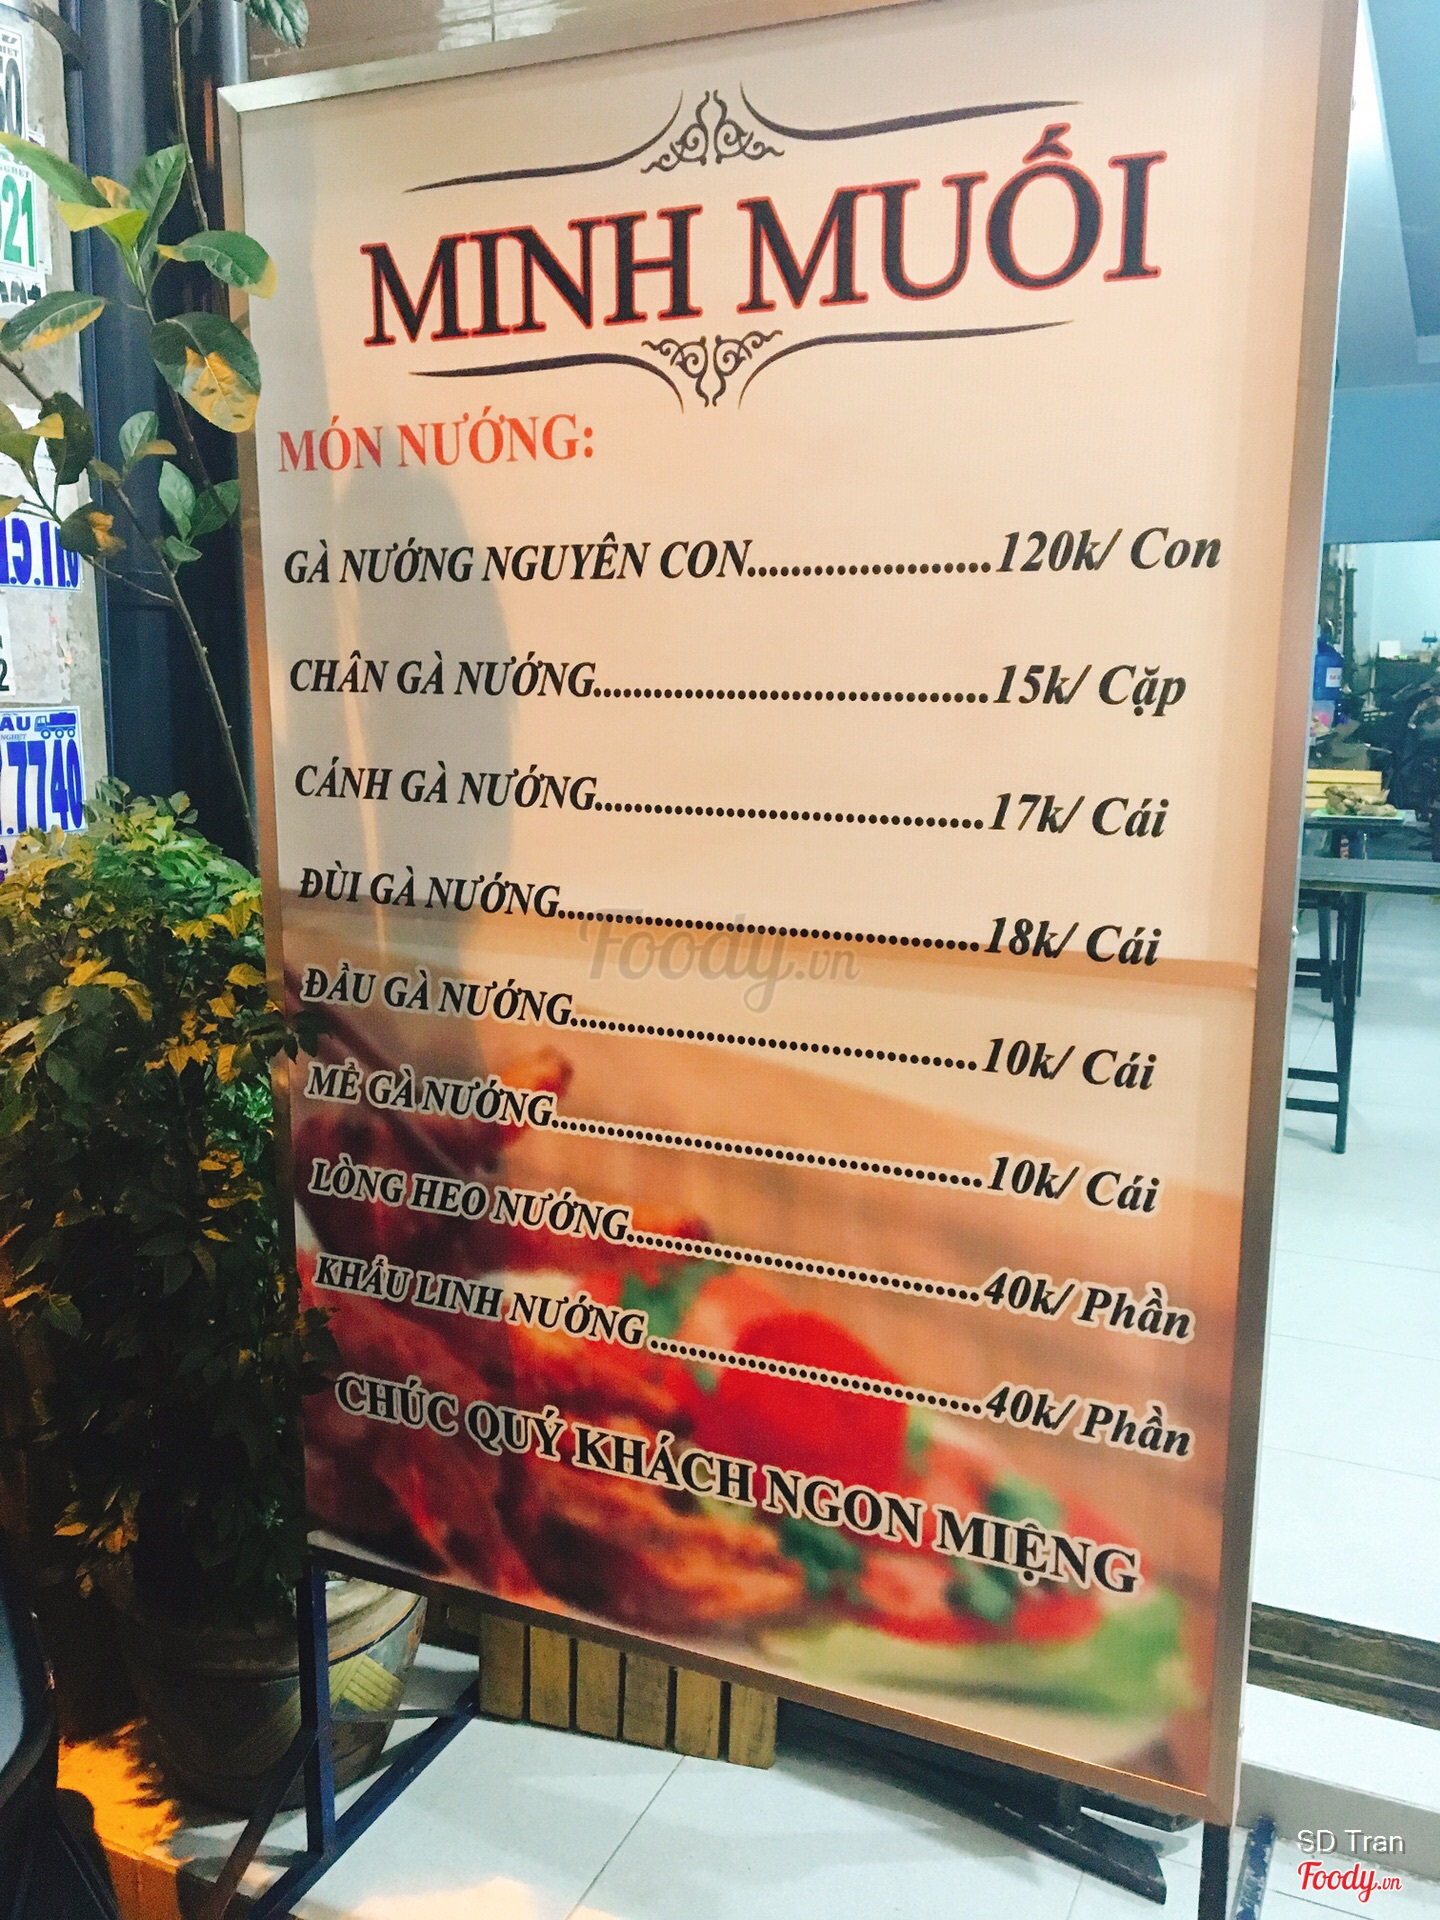 MINH MUỐI
MÓN NƯỚNG:
GÀ NƯỚNG NGUYÊN CON......................120k/ Con
CHÂN GÀ NƯỚNG....................................15k/ Cặp
CÁNH GÀ NƯỚNG...................................17k/ Cái
ĐÙI GÀ NƯỚNG.......................................18k/ Cái
ĐẦU GÀ NƯỚNG.....................................10k/ Cái
MỀ GÀ NƯỚNG.......................................10k/ Cái
LÒNG HEO NƯỚNG................................40k/ Phần
KHẤU LINH NƯỚNG..............................40k/ Phần
CHÚC QUÝ KHÁCH NGON MIỆNG
Foody.vn
7740
SD Tran
Foody.vn